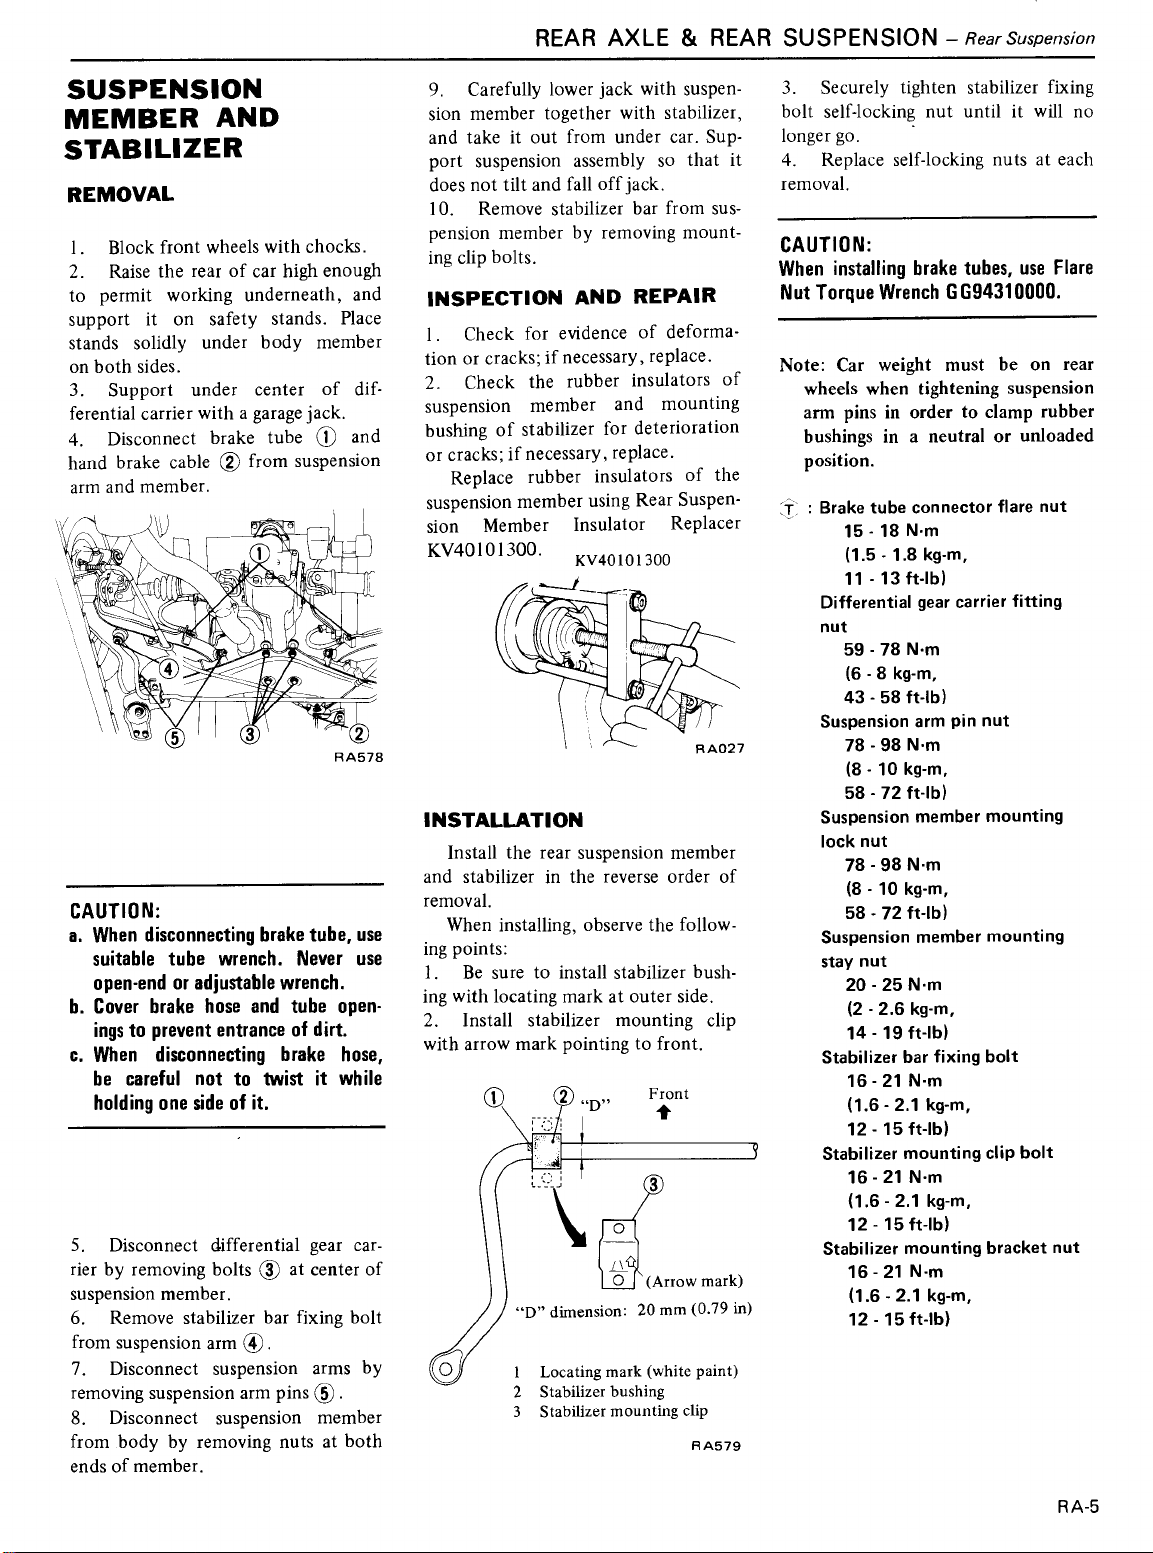 REAR AXLE & REAR SUSPENSION – Rear Suspension
SUSPENSION
MEMBER AND
STABILIZER
REMOVAL
1. Block front wheels with chocks.
2. Raise the rear of car high enough
to permit working underneath, and
support it on safety stands. Place
stands solidly under body member
on both sides.
3. Support under center of dif-
ferential carrier with a garage jack.
4. Disconnect brake tube ① and
hand brake cable ② from suspension
arm and member.
①
④
⑤ ③ ②
RA578
CAUTION:
a. When disconnecting brake tube, use
suitable tube wrench. Never use
open-end or adjustable wrench.
b. Cover brake hose and tube open-
ings to prevent entrance of dirt.
c. When disconnecting brake hose,
be careful not to twist it while
holding one side of it.
5. Disconnect differential gear car-
rier by removing bolts ③ at center of
suspension member.
6. Remove stabilizer bar fixing bolt
from suspension arm ④.
7. Disconnect suspension arms by
removing suspension arm pins ⑤.
8. Disconnect suspension member
from body by removing nuts at both
ends of member.
9. Carefully lower jack with suspen-
sion member together with stabilizer,
and take it out from under car. Sup-
port suspension assembly so that it
does not tilt and fall off jack.
10. Remove stabilizer bar from sus-
pension member by removing mount-
ing clip bolts.
INSPECTION AND REPAIR
1. Check for evidence of deforma-
tion or cracks; if necessary, replace.
2. Check the rubber insulators of
suspension member and mounting
bushing of stabilizer for deterioration
or cracks; if necessary, replace.
Replace rubber insulators of the
suspension member using Rear Suspen-
sion Member Insulator Replacer
KV40101300.
KV40101300
RA027
INSTALLATION
Install the rear suspension member
and stabilizer in the reverse order of
removal.
When installing, observe the follow-
ing points:
1. Be sure to install stabilizer bush-
ing with locating mark at outer side.
2. Install stabilizer mounting clip
with arrow mark pointing to front.
① ② "D" Front
③
(Arrow mark)
"D" dimension: 20 mm (0.79 in)
1 Locating mark (white paint)
2 Stabilizer bushing
3 Stabilizer mounting clip
RA579
3. Securely tighten stabilizer fixing
bolt self-locking nut until it will no
longer go.
4. Replace self-locking nuts at each
removal.
CAUTION:
When installing brake tubes, use Flare
Nut Torque Wrench GG94310000.
Note: Car weight must be on rear
wheels when tightening suspension
arm pins in order to clamp rubber
bushings in a neutral or unloaded
position.
Ⓣ : Brake tube connector flare nut
15 - 18 N·m
(1.5 - 1.8 kg-m,
11 - 13 ft-lb)
Differential gear carrier fitting
nut
59 - 78 N·m
(6 - 8 kg-m,
43 - 58 ft-lb)
Suspension arm pin nut
78 - 98 N·m
(8 - 10 kg-m,
58 - 72 ft-lb)
Suspension member mounting
lock nut
78 - 98 N·m
(8 - 10 kg-m,
58 - 72 ft-lb)
Suspension member mounting
stay nut
20 - 25 N·m
(2 - 2.6 kg-m,
14 - 19 ft-lb)
Stabilizer bar fixing bolt
16 - 21 N·m
(1.6 - 2.1 kg-m,
12 - 15 ft-lb)
Stabilizer mounting clip bolt
16 - 21 N·m
(1.6 - 2.1 kg-m,
12 - 15 ft-lb)
Stabilizer mounting bracket nut
16 - 21 N·m
(1.6 - 2.1 kg-m,
12 - 15 ft-lb)
RA-5